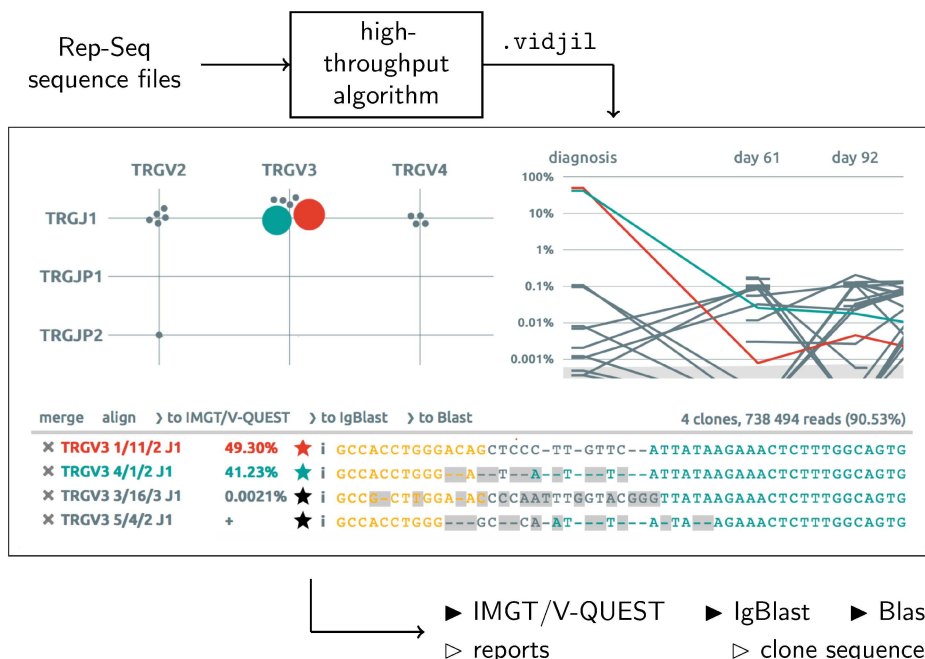 Rep-Seq
sequence files
high-
throughput
algorithm
.vidjil
TRGV2 TRGV3 TRGV4
TRGJ1
TRGJP1
TRGJP2
diagnosis day 61 day 92
100%
10%
1%
0.1%
0.01%
0.001%
merge align ❯ to IMGT/V-QUEST ❯ to IgBlast ❯ to Blast 4 clones, 738 494 reads (90.53%)
✖ TRGV3 1/11/2 J1 49.30% ★ i GCCACCTGGGACAGCTCCC-TT-GTTC--ATTATAAGAAACTCTTTGGCAGTG
✖ TRGV3 4/1/2 J1 41.23% ★ i GCCACCTGGG--A--T--A-T---T-T--ATTATAAGAAACTCTTTGGCAGTG
✖ TRGV3 3/16/3 J1 0.0021% ★ i GCCG-CTTGGA-ACCCCAATTTGGTACGGGTTATAAGAAACTCTTTGGCAGTG
✖ TRGV3 5/4/2 J1 + ★ i GCCACCTGGG---GC--CA-AT---T--A-TA--AGAAACTCTTTGGCAGTG
▶ IMGT/V-QUEST ▶ IgBlast ▶ Blas
▷ reports ▷ clone sequence